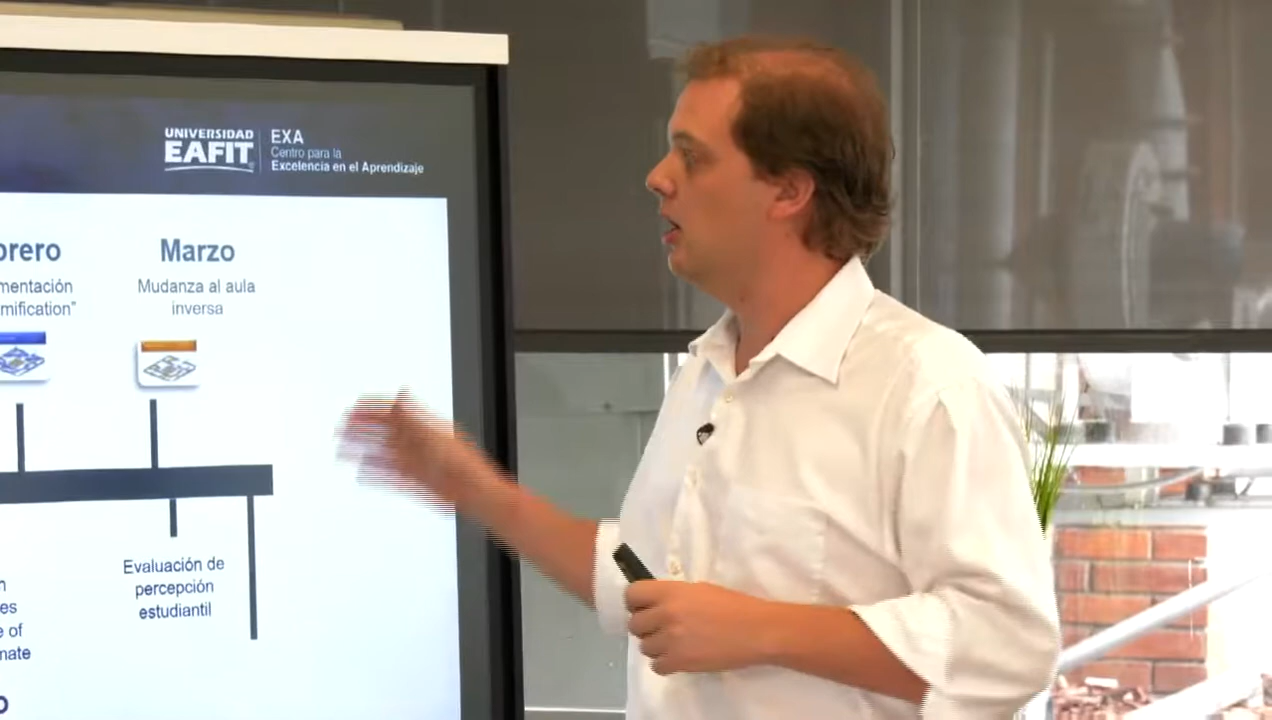 UNIVERSIDAD
EAFIT
EXA
Centro para la
Excelencia en el Aprendizaje
brero
Marzo
mentación
mification”
Mudanza al aula
inversa
Evaluación de
percepción
estudiantil
n
es
e of
nate
o